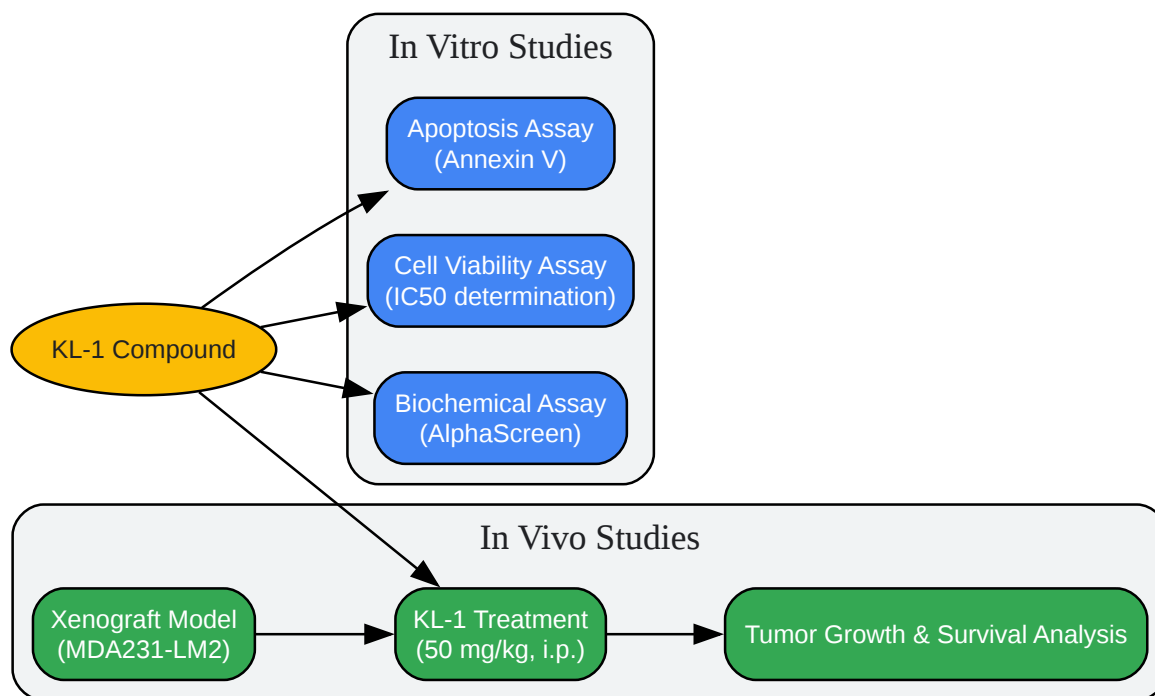 In Vitro Studies
Apoptosis Assay
(Annexin V)
Cell Viability Assay
(IC50 determination)
KL-1 Compound
Biochemical Assay
(AlphaScreen)
In Vivo Studies
Xenograft Model
(MDA231-LM2)
KL-1 Treatment
(50 mg/kg, i.p.)
Tumor Growth & Survival Analysis